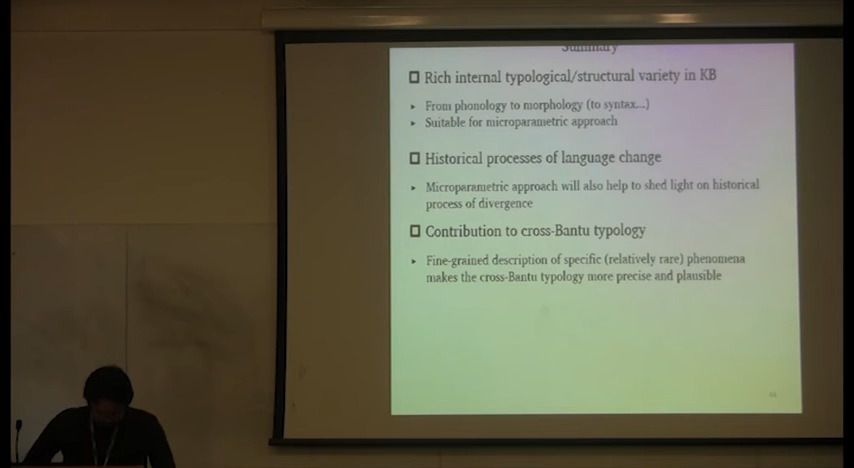 Summary
Rich internal typological/structural variety in KB
From phonology to morphology (to syntax...)
Suitable for microparametric approach
Historical processes of language change
Microparametric approach will also help to shed light on historical
process of divergence
Contribution to cross-Bantu typology
Fine-grained description of specific (relatively rare) phenomena
makes the cross-Bantu typology more precise and plausible